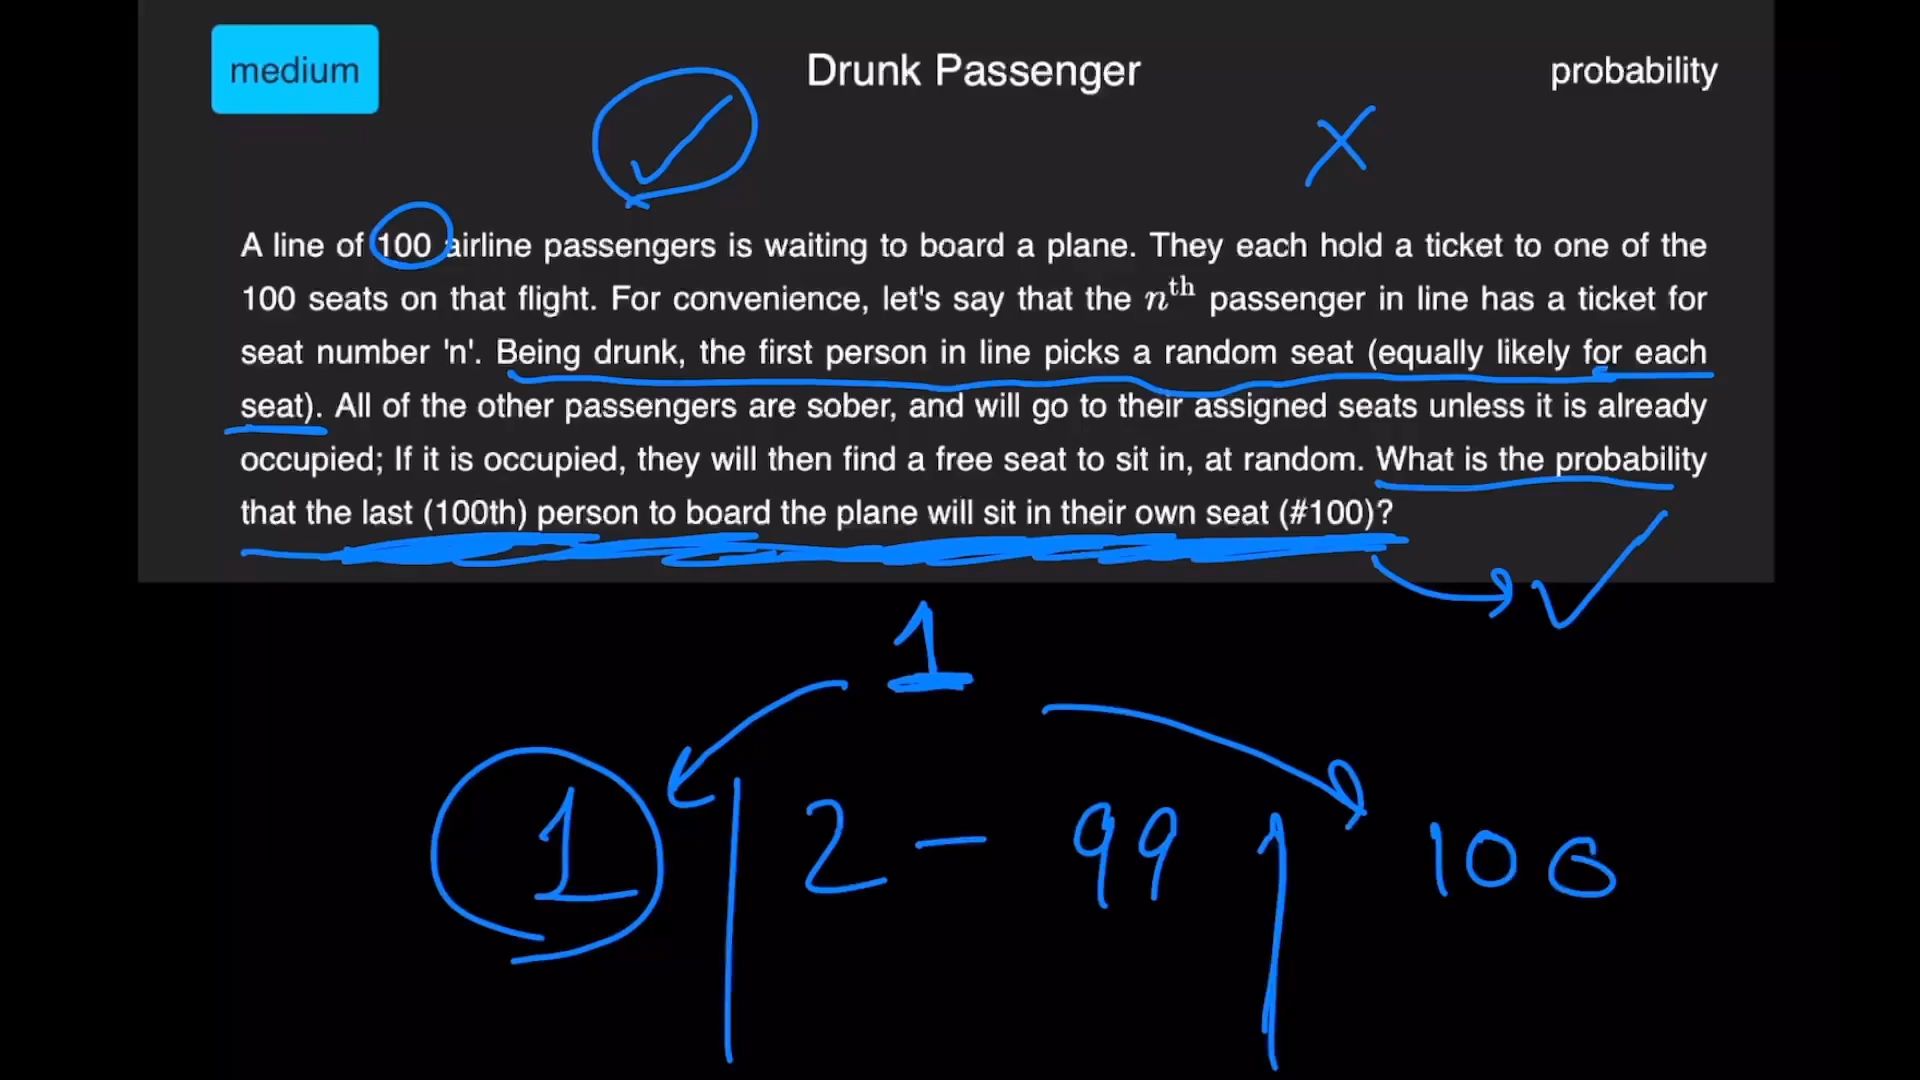 medium
Drunk Passenger
probability
A line of 100 airline passengers is waiting to board a plane. They each hold a ticket to one of the
100 seats on that flight. For convenience, let's say that the nᵗʰ passenger in line has a ticket for
seat number 'n'. Being drunk, the first person in line picks a random seat (equally likely for each
seat). All of the other passengers are sober, and will go to their assigned seats unless it is already
occupied; If it is occupied, they will then find a free seat to sit in, at random. What is the probability
that the last (100th) person to board the plane will sit in their own seat (#100)?
1
1 | 2 - 99 | 100